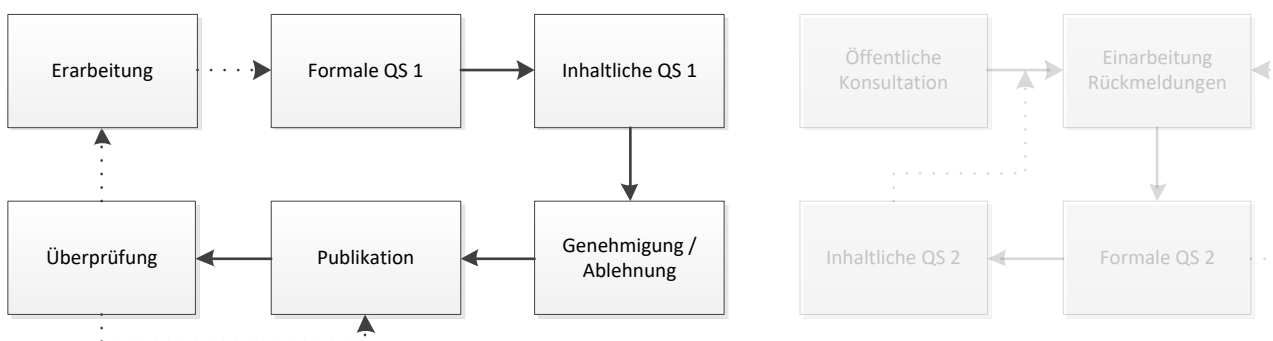 Erarbeitung
Formale QS 1
Inhaltliche QS 1
Öffentliche
Konsultation
Einarbeitung
Rückmeldungen
Überprüfung
Publikation
Genehmigung /
Ablehnung
Inhaltliche QS 2
Formale QS 2